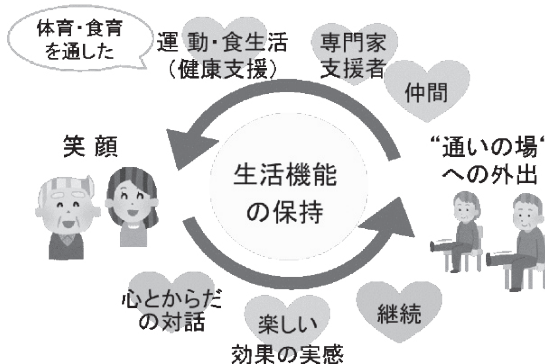 体育・食育
を通した
運動・食生活
（健康支援）
専門家
支援者
仲間
笑顔
生活機能
の保持
“通いの場“
への外出
心とからだ
の対話
楽しい
効果の実感
継続